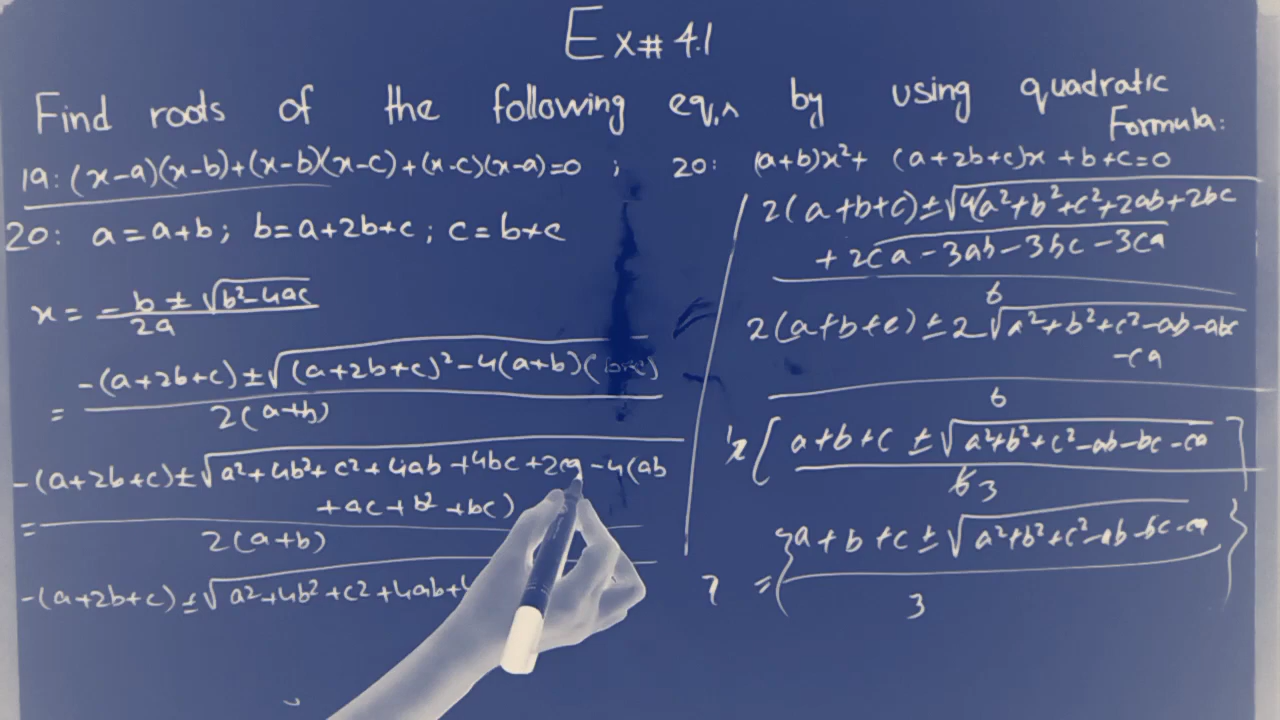 Ex# 4.1
Find roots of the following eq,n by using quadratic
Formula:
19: (x-a)(x-b)+(x-b)(x-c)+(x-c)(x-a)=0 ; 20: (a+b)x²+ (a+2b+c)x +b+c=0
20: a=a+b; b=a+2b+c; c=b+c
x = -b ± √b²-4ac
2a
-(a+2b+c)±√(a+2b+c)²-4(a+b)(b+c)
=
2(a+b)
-(a+2b+c)±√a²+4b²+c²+4ab+4bc+2ca-4(ab
+ac+b²+bc)
=
2(a+b)
-(a+2b+c)±√a²+4b²+c²+4ab+
2(a+b+c)±√4(a²+b²+c²+2ab+2bc
+2ca-3ab-3bc-3ca
6
2(a+b+c)±2√a²+b²+c²-ab-
-ca
6
[a+b+c ±√a²+b²+c²-ab-bc-ca]
6 3
={a+b+c±√a²+b²+c²-ab-bc-ca}
3